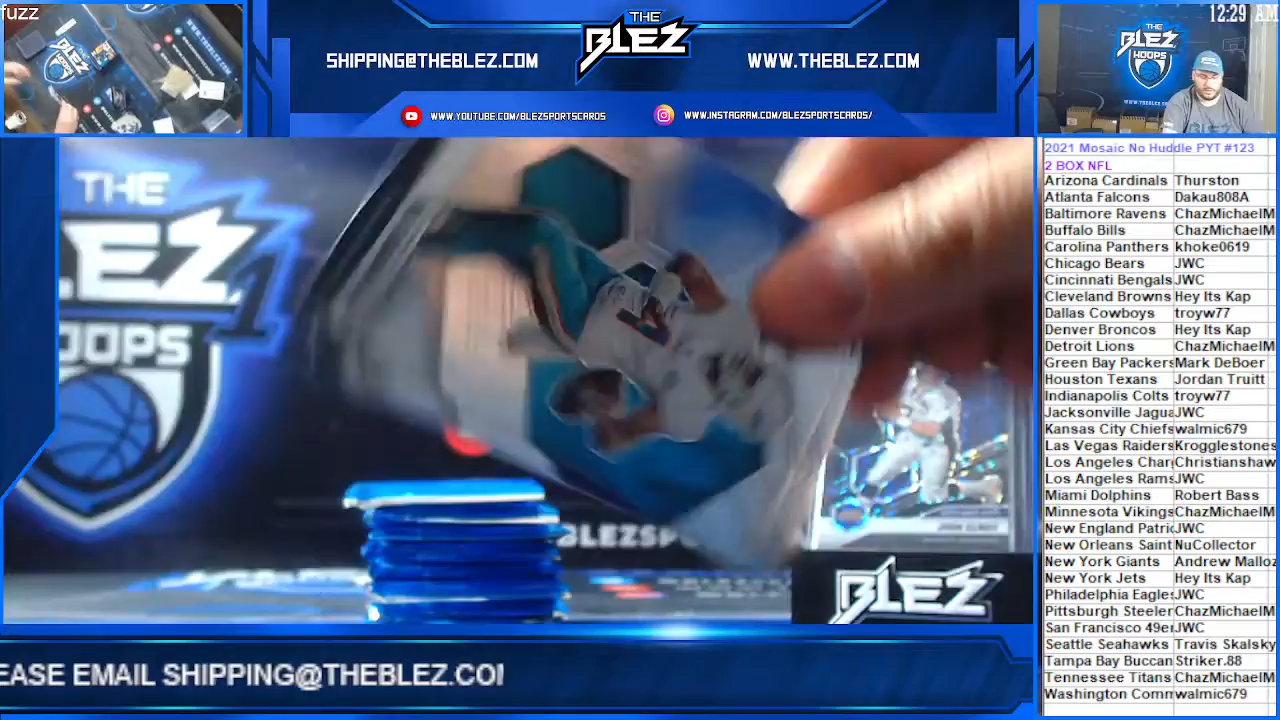 fuzz
12:29 AM
THE
BLEZ
SHIPPING@THEBLEZ.COM
WWW.THEBLEZ.COM
WWW.YOUTUBE.COM/BLEZSPORTSCARDS
WWW.INSTAGRAM.COM/BLEZSPORTSCARDS/
THE
BLEZ
HOOPS
2021 Mosaic No Huddle PYT #123
2 BOX NFL
Arizona Cardinals Thurston
Atlanta Falcons Dakau808A
Baltimore Ravens ChazMichaelM
Buffalo Bills ChazMichaelM
Carolina Panthers khoke0619
Chicago Bears JWC
Cincinnati Bengals JWC
Cleveland Browns Hey Its Kap
Dallas Cowboys troyw77
Denver Broncos Hey Its Kap
Detroit Lions ChazMichaelM
Green Bay Packers Mark DeBoer
Houston Texans Jordan Truitt
Indianapolis Colts troyw77
Jacksonville Jagua JWC
Kansas City Chiefs walmic679
Las Vegas Raiders Krogglestones
Los Angeles Char Christianshaw
Los Angeles Rams JWC
Miami Dolphins Robert Bass
Minnesota Vikings ChazMichaelM
New England Patri JWC
New Orleans Saint NuCollector
New York Giants Andrew Malloz
New York Jets Hey Its Kap
Philadelphia Eagles JWC
Pittsburgh Steeler ChazMichaelM
San Francisco 49e JWC
Seattle Seahawks Travis Skalsky
Tampa Bay Buccan Striker.88
Tennessee Titans ChazMichaelM
Washington Comm walmic679
THE
BLEZ
HOOPS
1
BLEZSP
BLEZ
EASE EMAIL SHIPPING@THEBLEZ.COM